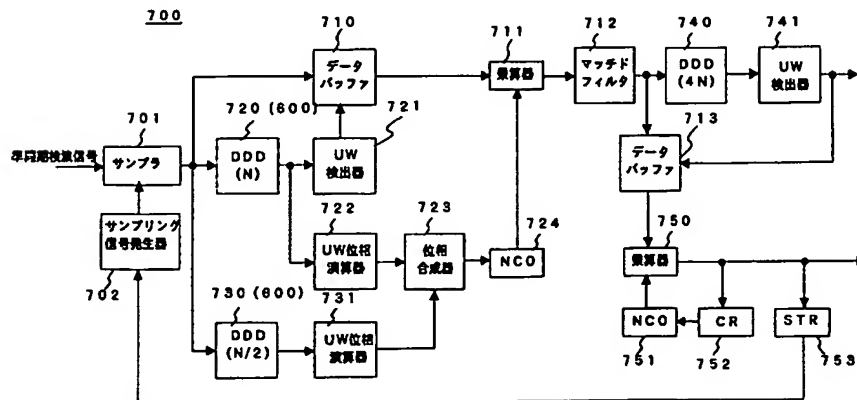 700
710
データ
バッファ
711
乗算器
712
マッチド
フィルタ
740
DDD
(4N)
741
UW
検出器
701
サンプラ
準同期検波信号
720(600)
DDD
(N)
721
UW
検出器
713
データ
バッファ
サンプリング
信号発生器
702
722
UW位相
演算器
723
位相
合成器
724
NCO
750
乗算器
730(600)
DDD
(N/2)
731
UW位相
演算器
NCO
751
CR
752
STR
753